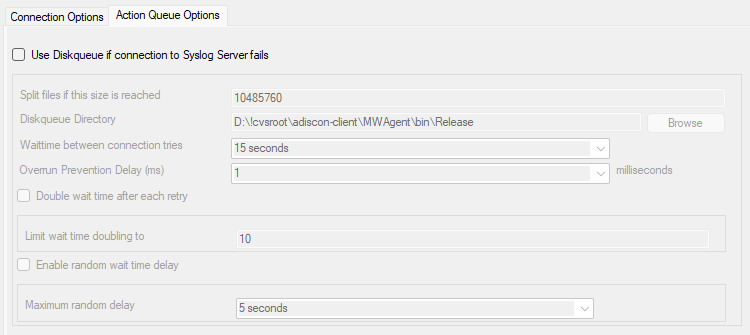 Connection Options Action Queue Options
Use Diskqueue if connection to Syslog Server fails
Split files if this size is reached 10485760
Diskqueue Directory D:\!cvsroot\adiscon-client\MWAgent\bin\Release Browse
Waittime between connection tries 15 seconds
Overrun Prevention Delay (ms) 1 milliseconds
Double wait time after each retry
Limit wait time doubling to 10
Enable random wait time delay
Maximum random delay 5 seconds